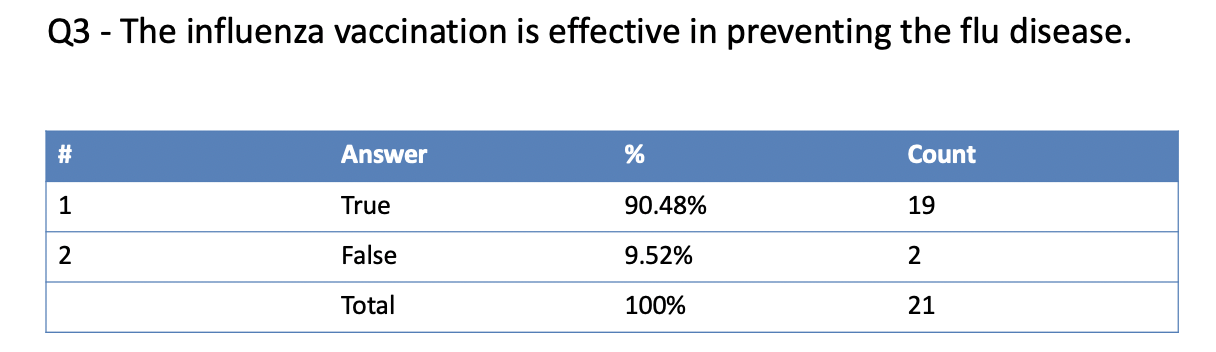 Q3 - The influenza vaccination is effective in preventing the flu disease.
# Answer % Count
1 True 90.48% 19
2 False 9.52% 2
Total 100% 21